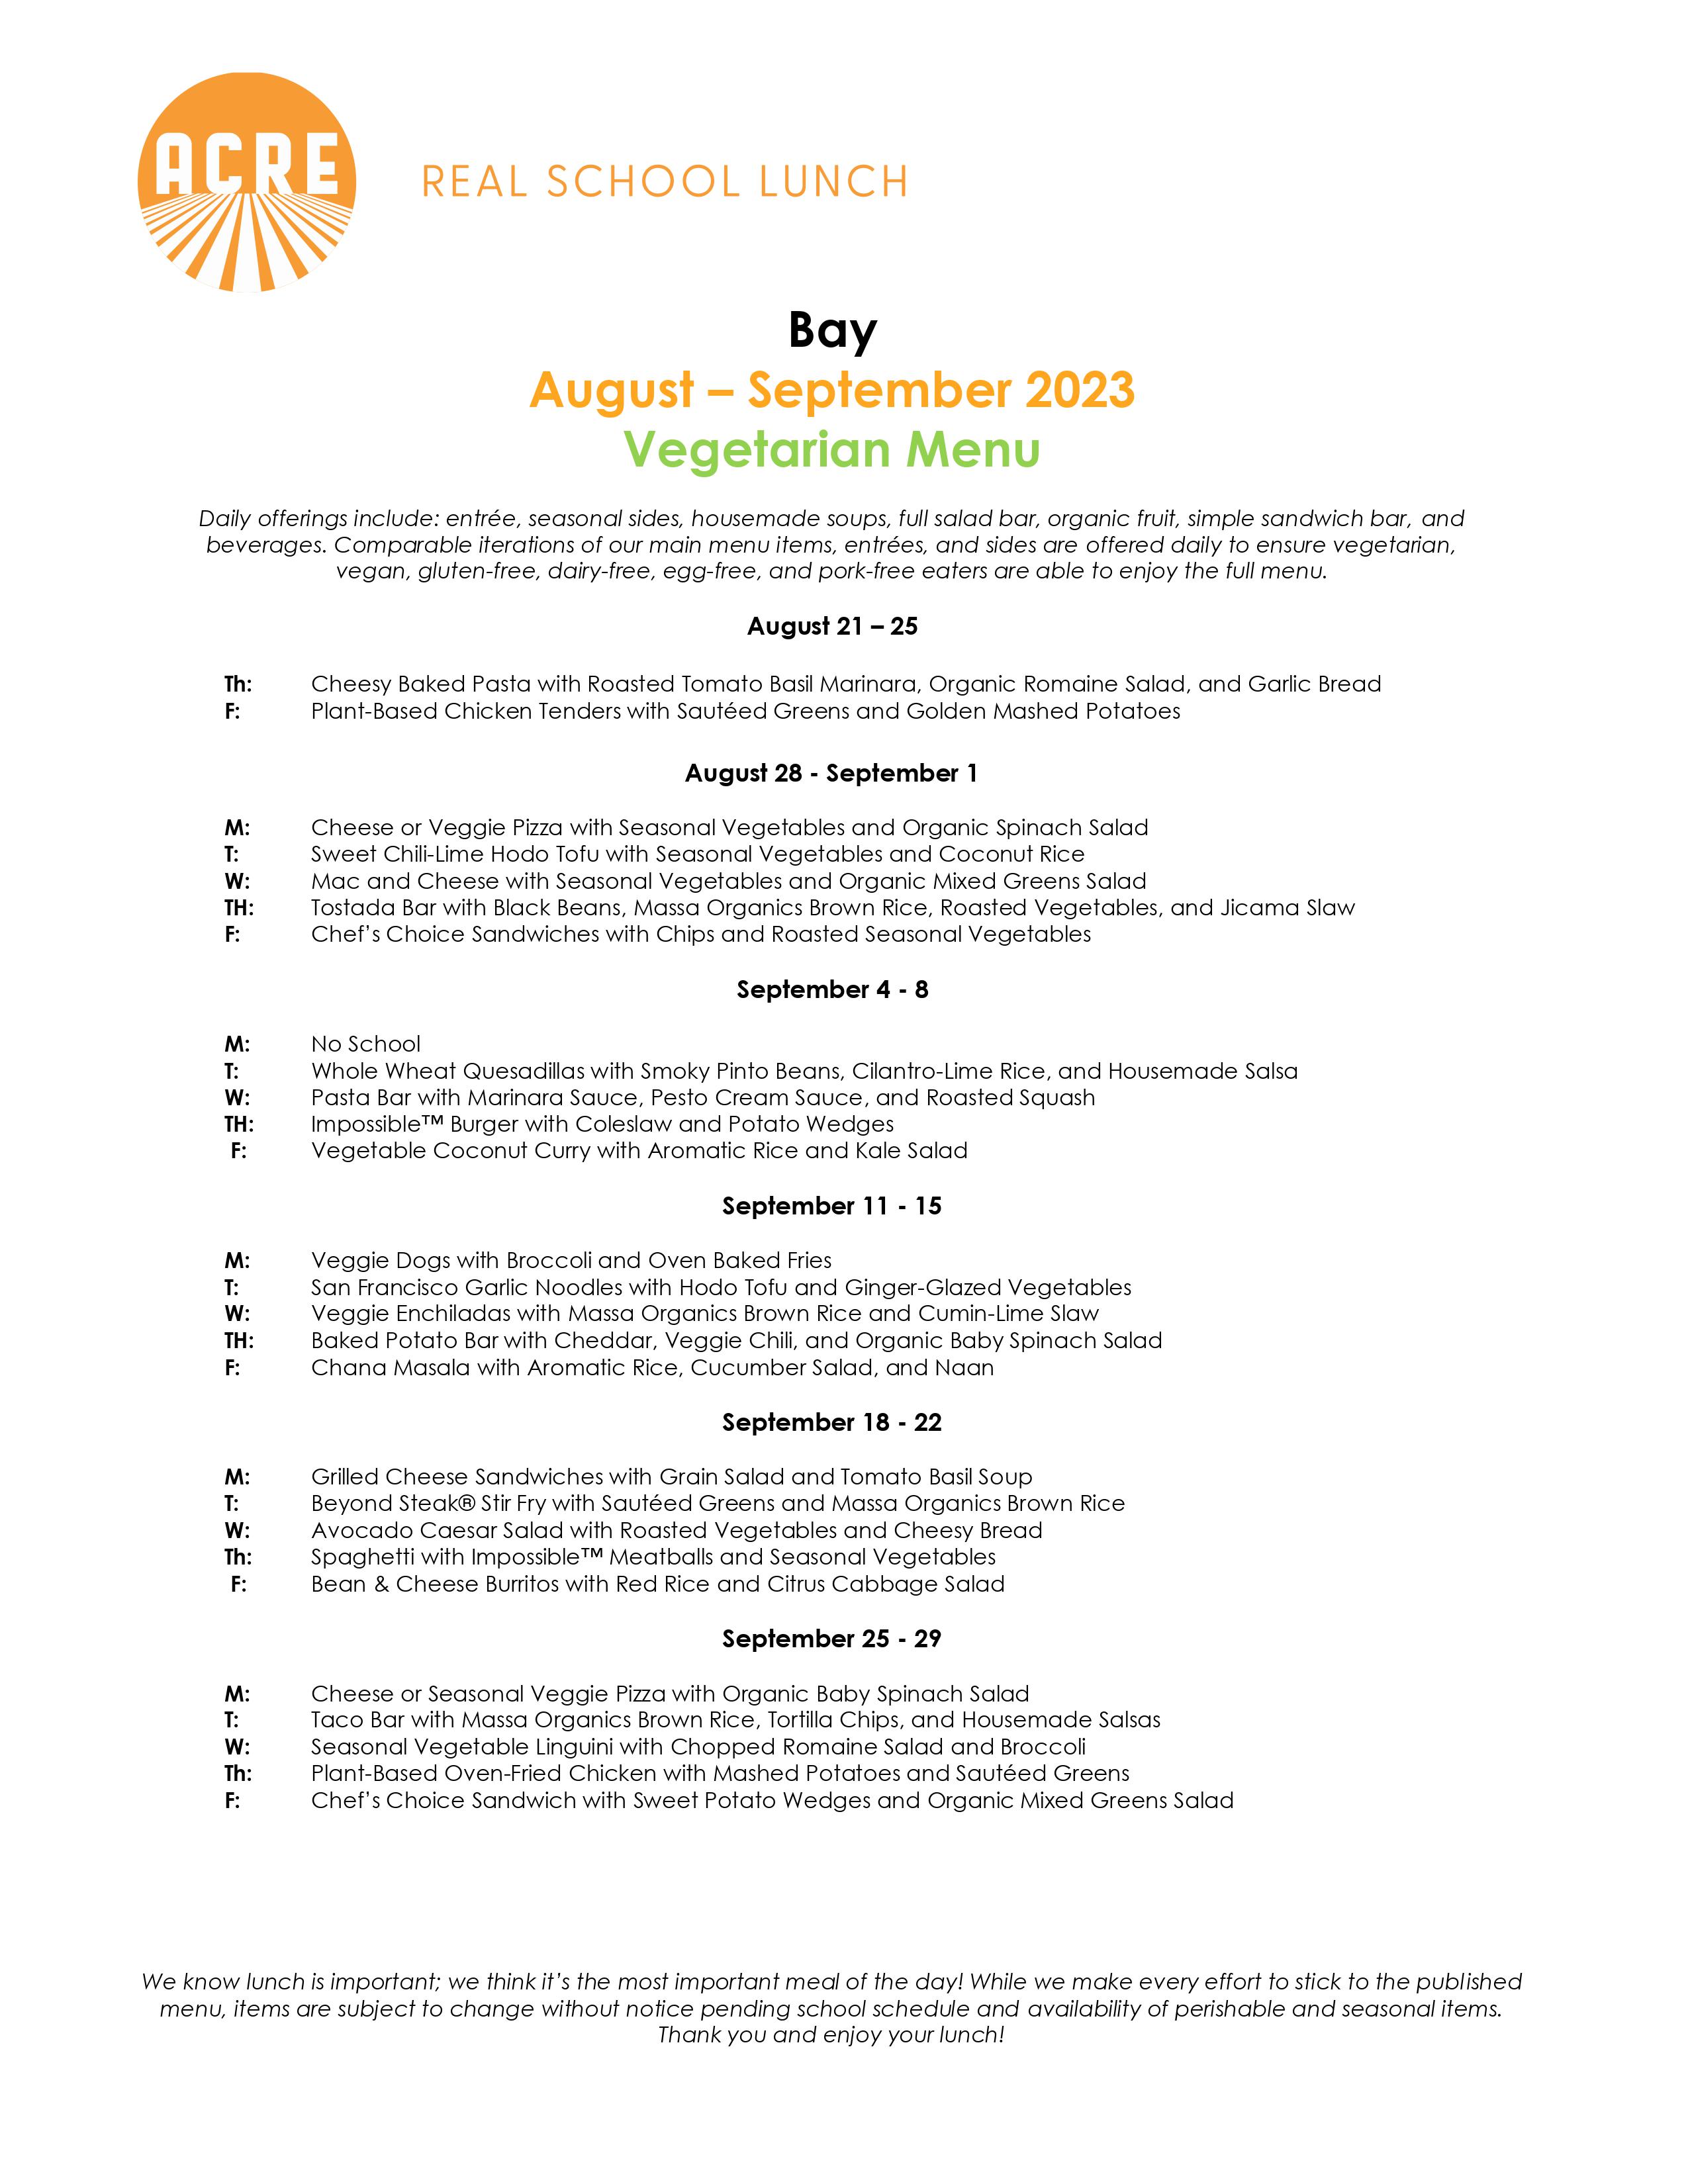 ACRE
REAL SCHOOL LUNCH
Bay
August – September 2023
Vegetarian Menu
Daily offerings include: entrée, seasonal sides, housemade soups, full salad bar, organic fruit, simple sandwich bar, and
beverages. Comparable iterations of our main menu items, entrées, and sides are offered daily to ensure vegetarian,
vegan, gluten-free, dairy-free, egg-free, and pork-free eaters are able to enjoy the full menu.
August 21 – 25
Th: Cheesy Baked Pasta with Roasted Tomato Basil Marinara, Organic Romaine Salad, and Garlic Bread
F: Plant-Based Chicken Tenders with Sautéed Greens and Golden Mashed Potatoes
August 28 - September 1
M: Cheese or Veggie Pizza with Seasonal Vegetables and Organic Spinach Salad
T: Sweet Chili-Lime Hodo Tofu with Seasonal Vegetables and Coconut Rice
W: Mac and Cheese with Seasonal Vegetables and Organic Mixed Greens Salad
TH: Tostada Bar with Black Beans, Massa Organics Brown Rice, Roasted Vegetables, and Jicama Slaw
F: Chef’s Choice Sandwiches with Chips and Roasted Seasonal Vegetables
September 4 - 8
M: No School
T: Whole Wheat Quesadillas with Smoky Pinto Beans, Cilantro-Lime Rice, and Housemade Salsa
W: Pasta Bar with Marinara Sauce, Pesto Cream Sauce, and Roasted Squash
TH: Impossible™ Burger with Coleslaw and Potato Wedges
F: Vegetable Coconut Curry with Aromatic Rice and Kale Salad
September 11 - 15
M: Veggie Dogs with Broccoli and Oven Baked Fries
T: San Francisco Garlic Noodles with Hodo Tofu and Ginger-Glazed Vegetables
W: Veggie Enchiladas with Massa Organics Brown Rice and Cumin-Lime Slaw
TH: Baked Potato Bar with Cheddar, Veggie Chili, and Organic Baby Spinach Salad
F: Chana Masala with Aromatic Rice, Cucumber Salad, and Naan
September 18 - 22
M: Grilled Cheese Sandwiches with Grain Salad and Tomato Basil Soup
T: Beyond Steak® Stir Fry with Sautéed Greens and Massa Organics Brown Rice
W: Avocado Caesar Salad with Roasted Vegetables and Cheesy Bread
Th: Spaghetti with Impossible™ Meatballs and Seasonal Vegetables
F: Bean & Cheese Burritos with Red Rice and Citrus Cabbage Salad
September 25 - 29
M: Cheese or Seasonal Veggie Pizza with Organic Baby Spinach Salad
T: Taco Bar with Massa Organics Brown Rice, Tortilla Chips, and Housemade Salsas
W: Seasonal Vegetable Linguini with Chopped Romaine Salad and Broccoli
Th: Plant-Based Oven-Fried Chicken with Mashed Potatoes and Sautéed Greens
F: Chef’s Choice Sandwich with Sweet Potato Wedges and Organic Mixed Greens Salad
We know lunch is important; we think it’s the most important meal of the day! While we make every effort to stick to the published
menu, items are subject to change without notice pending school schedule and availability of perishable and seasonal items.
Thank you and enjoy your lunch!